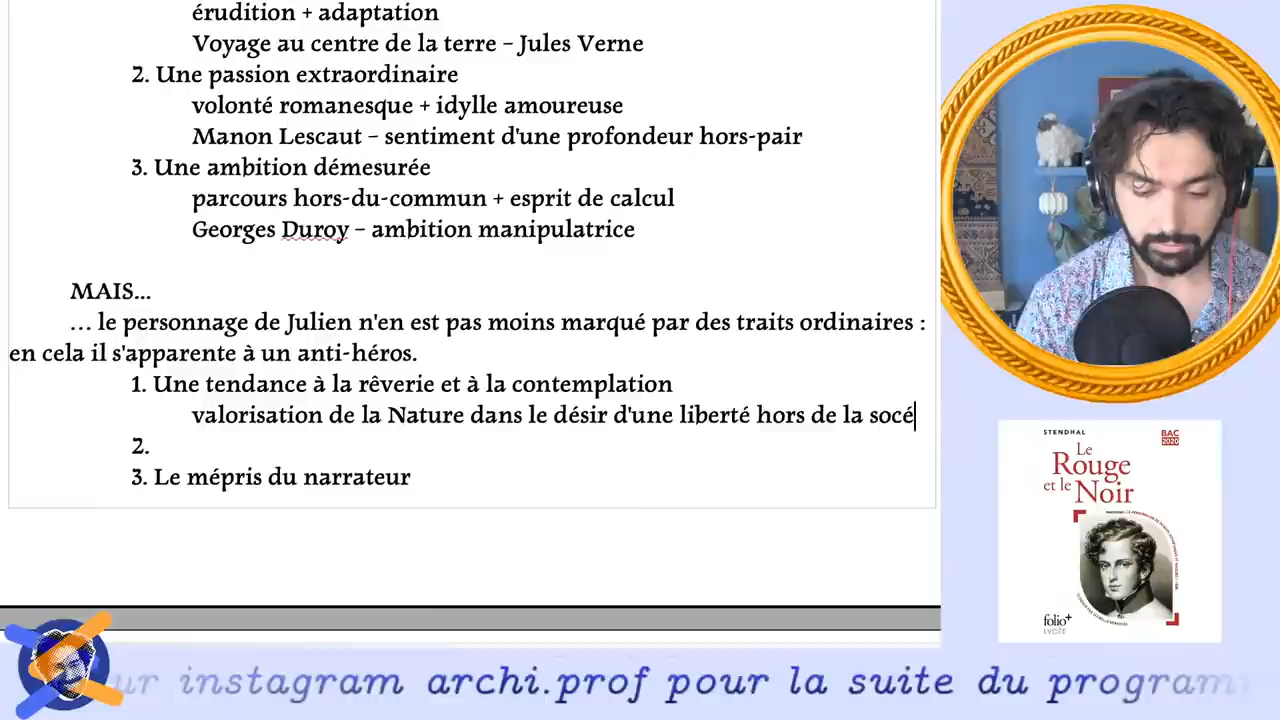 érudition + adaptation
Voyage au centre de la terre – Jules Verne
2. Une passion extraordinaire
volonté romanesque + idylle amoureuse
Manon Lescaut – sentiment d'une profondeur hors-pair
3. Une ambition démesurée
parcours hors-du-commun + esprit de calcul
Georges Duroy – ambition manipulatrice
MAIS...
... le personnage de Julien n'en est pas moins marqué par des traits ordinaires :
en cela il s'apparente à un anti-héros.
1. Une tendance à la rêverie et à la contemplation
valorisation de la Nature dans le désir d'une liberté hors de la socé
2.
3. Le mépris du narrateur
STENDHAL
BAC
2020
Le
Rouge
et le Noir
folio+
LYCÉE
ur instagram archi.prof pour la suite du program